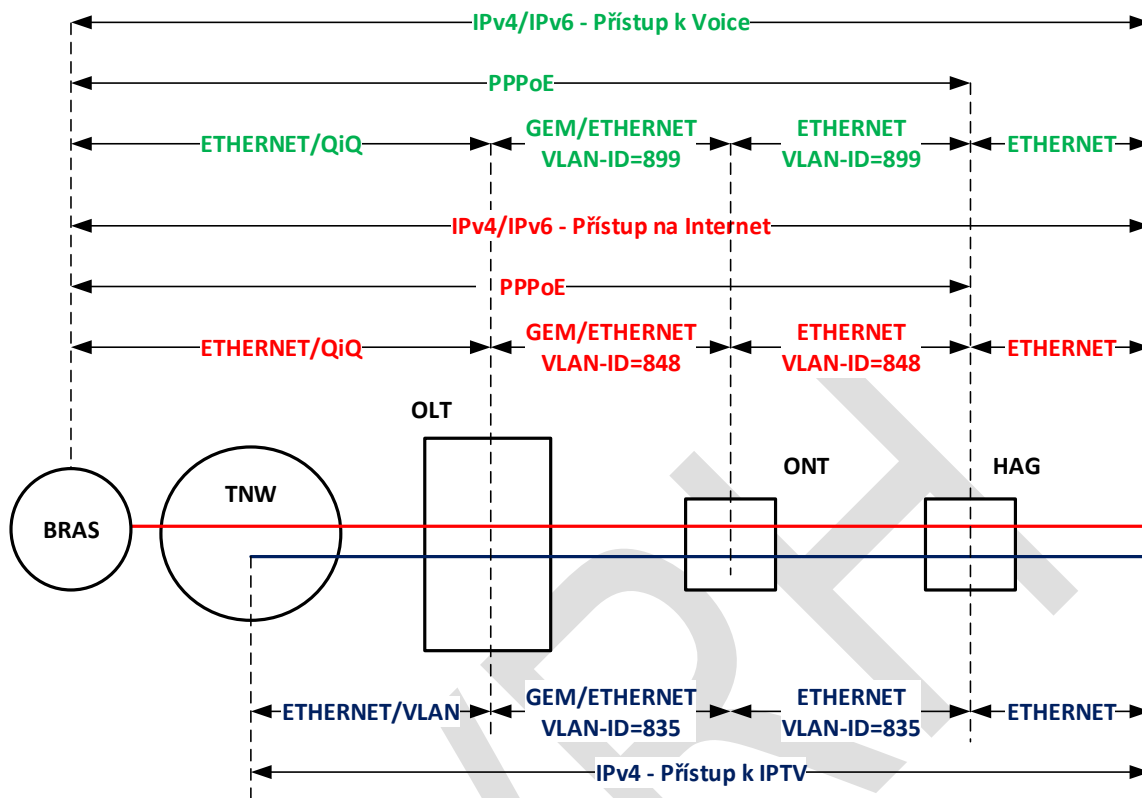 IPv4/IPv6 - Přístup k Voice
PPPoE
ETHERNET/QiQ
GEM/ETHERNET
VLAN-ID=899
ETHERNET
VLAN-ID=899
ETHERNET
IPv4/IPv6 - Přístup na Internet
PPPoE
ETHERNET/QiQ
GEM/ETHERNET
VLAN-ID=848
ETHERNET
VLAN-ID=848
ETHERNET
OLT
ONT
HAG
TNW
BRAS
ETHERNET/VLAN
GEM/ETHERNET
VLAN-ID=835
ETHERNET
VLAN-ID=835
ETHERNET
IPv4 - Přístup k IPTV